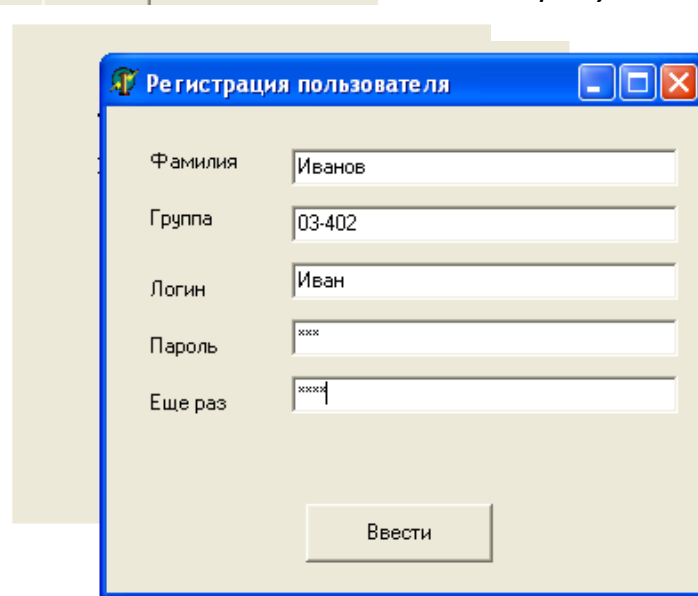 Регистрация пользователя
Фамилия Иванов
Группа 03-402
Логин Иван
Пароль ***
Еще раз ****
Ввести